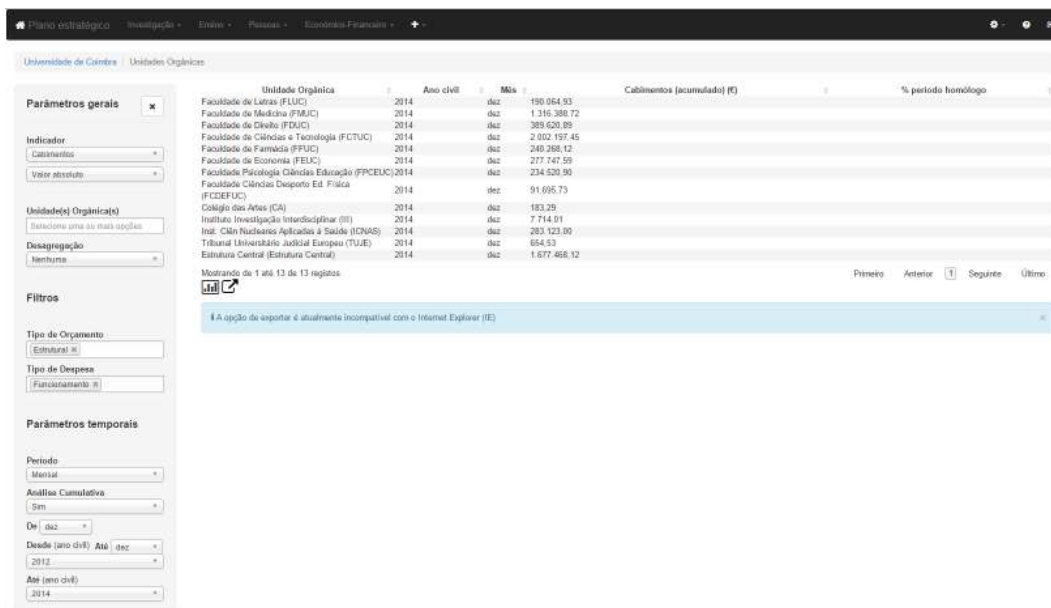 Plano estratégico Investigação Ensino Pessoas Económico-Financeiro
Universidade de Coimbra / Unidades Orgânicas
Parâmetros gerais
Indicador
Cabimentos
Valor absoluto
Unidade(s) Orgânica(s)
Selecione uma ou mais opções
Desagregação
Nenhuma
Filtros
Tipo de Orçamento
Estrutural ×
Tipo de Despesa
Funcionamento ×
Parâmetros temporais
Período
Mensal
Análise Cumulativa
Sim
De dez
Desde (ano civil) Até dez
2012
Até (ano civil)
2014
Unidade Orgânica Ano civil Mês Cabimentos (acumulado) (€) % período homólogo
Faculdade de Letras (FLUC) 2014 dez 190.064,93
Faculdade de Medicina (FMUC) 2014 dez 1.316.388,72
Faculdade de Direito (FDUC) 2014 dez 389.620,89
Faculdade de Ciências e Tecnologia (FCTUC) 2014 dez 2.002.197,45
Faculdade de Farmácia (FFUC) 2014 dez 240.268,12
Faculdade de Economia (FEUC) 2014 dez 277.747,59
Faculdade Psicologia Ciências Educação (FPCEUC) 2014 dez 234.520,90
Faculdade Ciências Desporto Ed. Física
(FCDEFUC) 2014 dez 91.695,73
Colégio das Artes (CA) 2014 dez 183,29
Instituto Investigação Interdisciplinar (III) 2014 dez 7.714,01
Inst. Ciên Nucleares Aplicadas à Saúde (ICNAS) 2014 dez 283.123,00
Tribunal Universitário Judicial Europeu (TUJE) 2014 dez 654,53
Estrutura Central (Estrutura Central) 2014 dez 1.677.468,12
Mostrando de 1 até 13 de 13 registos
Primeiro Anterior 1 Seguinte Último
A opção de exportar é atualmente incompatível com o Internet Explorer (IE)